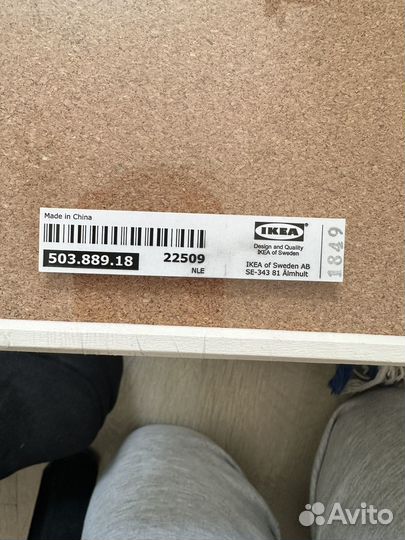 Made in China
503.889.18
22509
NLE
IKEA
Design and Quality
IKEA of Sweden
IKEA of Sweden AB
SE-343 81 Älmhult
1849
Avito